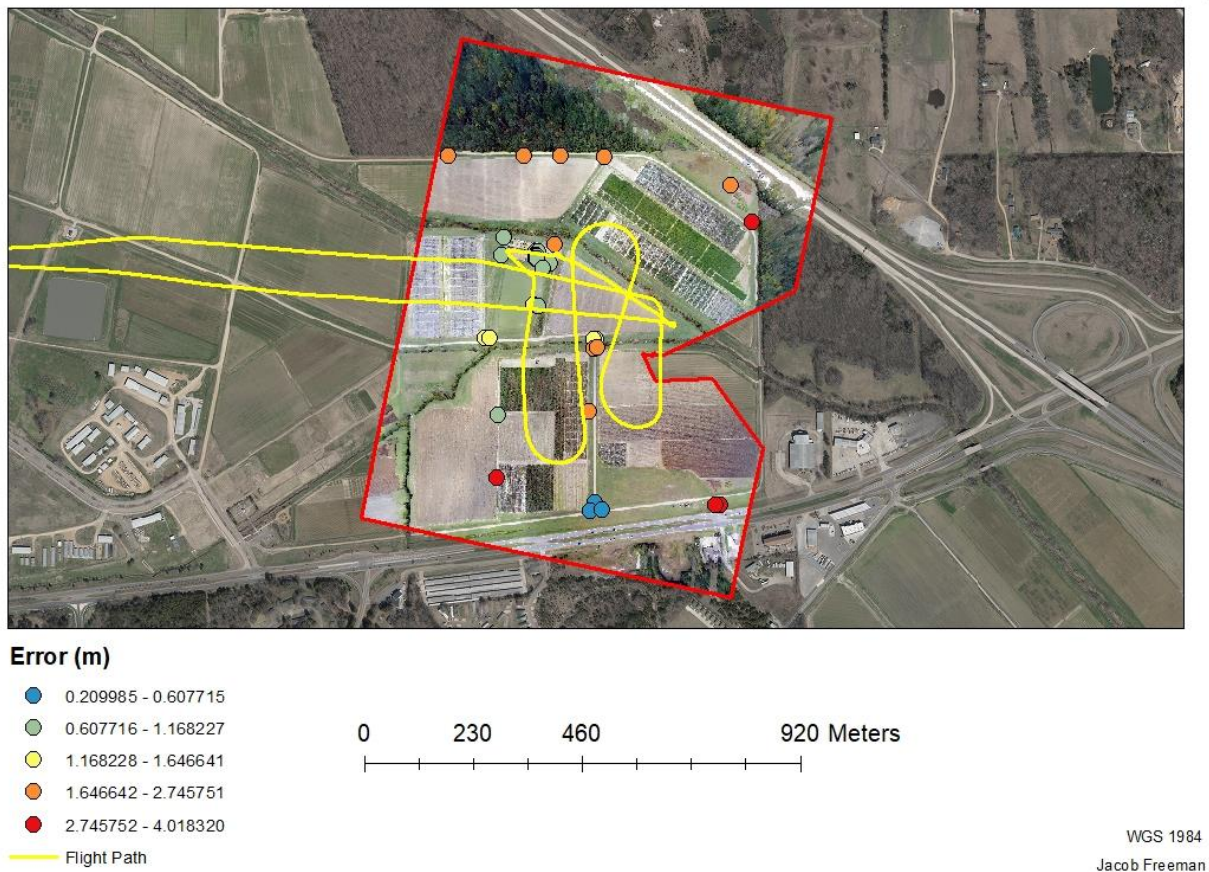 Error (m)
0.209985 - 0.607715
0.607716 - 1.168227
1.168228 - 1.646641
1.646642 - 2.745751
2.745752 - 4.018320
Flight Path
0 230 460 920 Meters
WGS 1984
Jacob Freeman